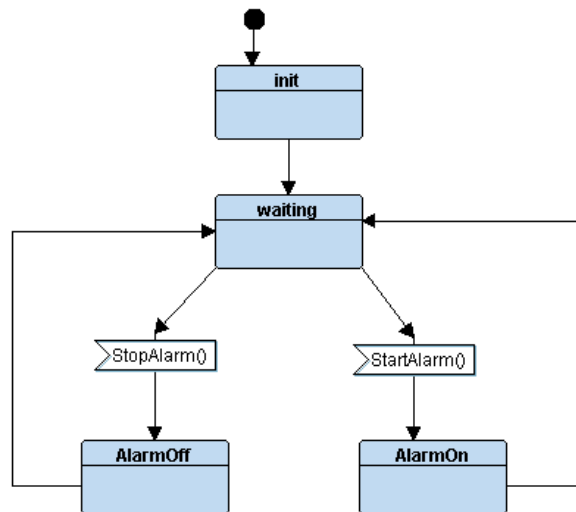 init
waiting
StopAlarm()
StartAlarm()
AlarmOff
AlarmOn